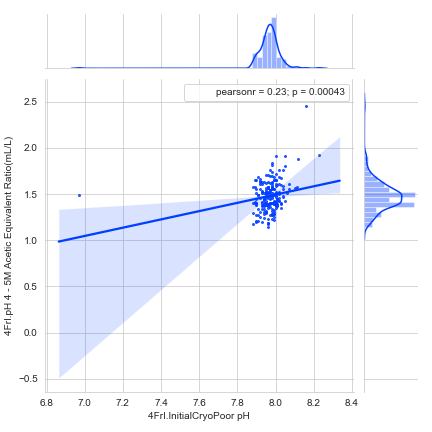 pearsonr = 0.23; p = 0.00043
2.5
2.0
1.5
1.0
0.5
0.0
−0.5
4FrI.pH 4 - 5M Acetic Equivalent Ratio(mL/L)
6.8 7.0 7.2 7.4 7.6 7.8 8.0 8.2 8.4
4FrI.InitialCryoPoor pH